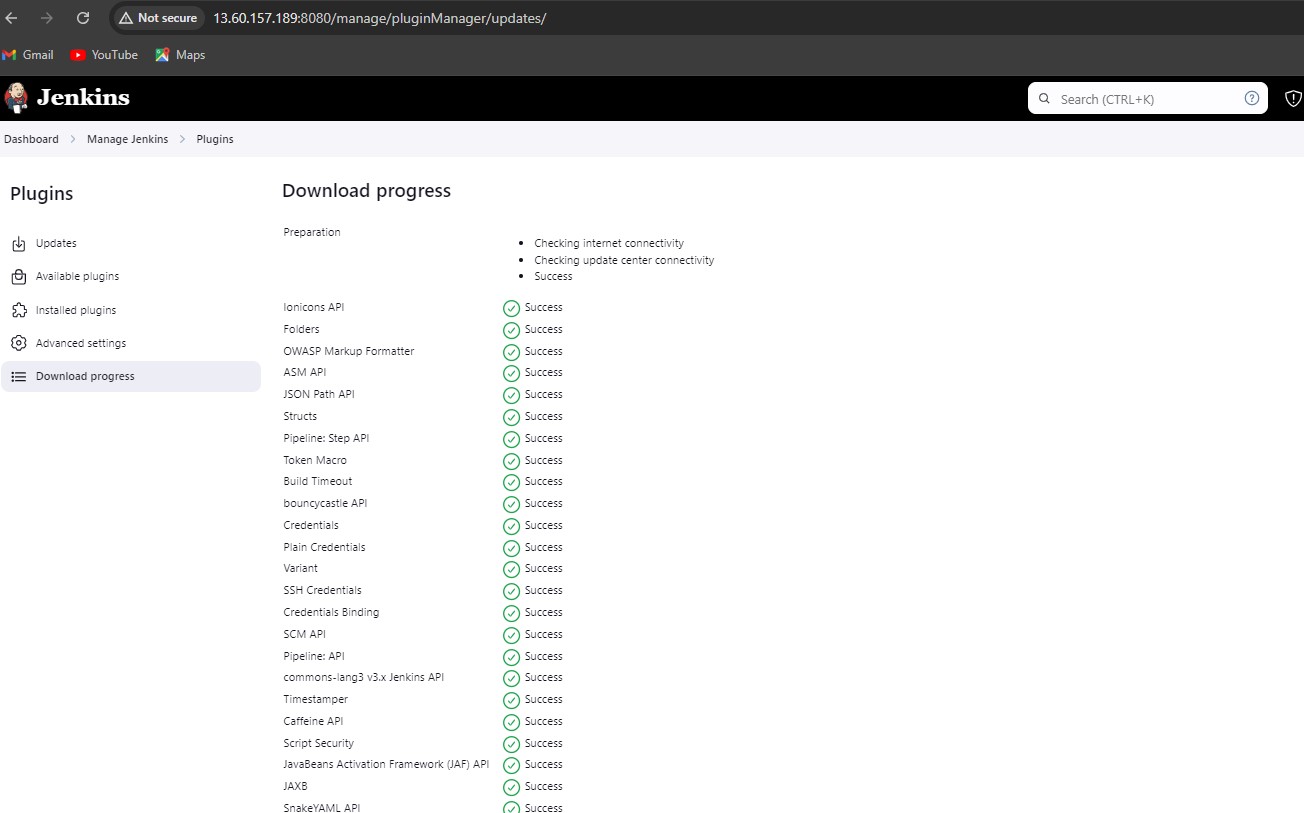 Not secure 13.60.157.189:8080/manage/pluginManager/updates/
Gmail YouTube Maps
Jenkins
Search (CTRL+K) ?
Dashboard > Manage Jenkins > Plugins
Plugins
Updates
Available plugins
Installed plugins
Advanced settings
Download progress
Download progress
Preparation
• Checking internet connectivity
• Checking update center connectivity
• Success
Ionicons API Success
Folders Success
OWASP Markup Formatter Success
ASM API Success
JSON Path API Success
Structs Success
Pipeline: Step API Success
Token Macro Success
Build Timeout Success
bouncycastle API Success
Credentials Success
Plain Credentials Success
Variant Success
SSH Credentials Success
Credentials Binding Success
SCM API Success
Pipeline: API Success
commons-lang3 v3.x Jenkins API Success
Timestamper Success
Caffeine API Success
Script Security Success
JavaBeans Activation Framework (JAF) API Success
JAXB Success
SnakeYAML API Success